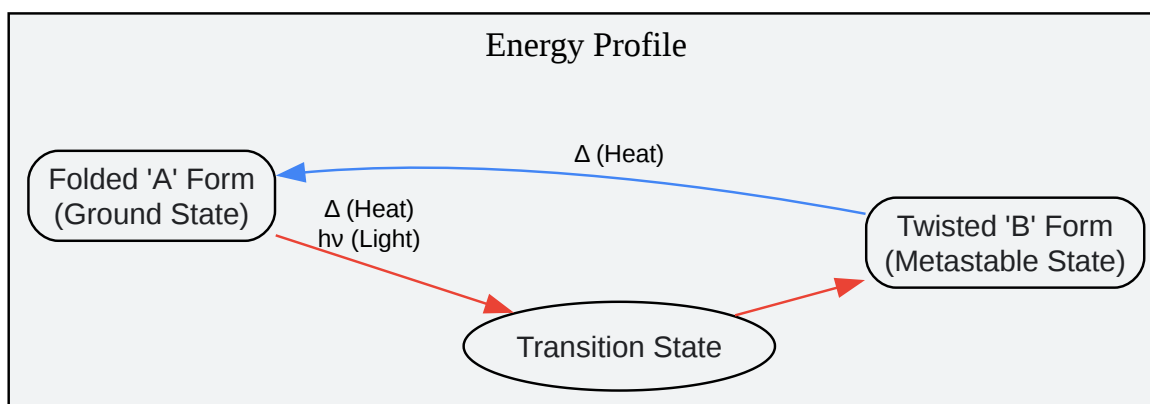 Energy Profile
Δ (Heat)
Folded 'A' Form
(Ground State)
Δ (Heat)
hν (Light)
Twisted 'B' Form
(Metastable State)
Transition State